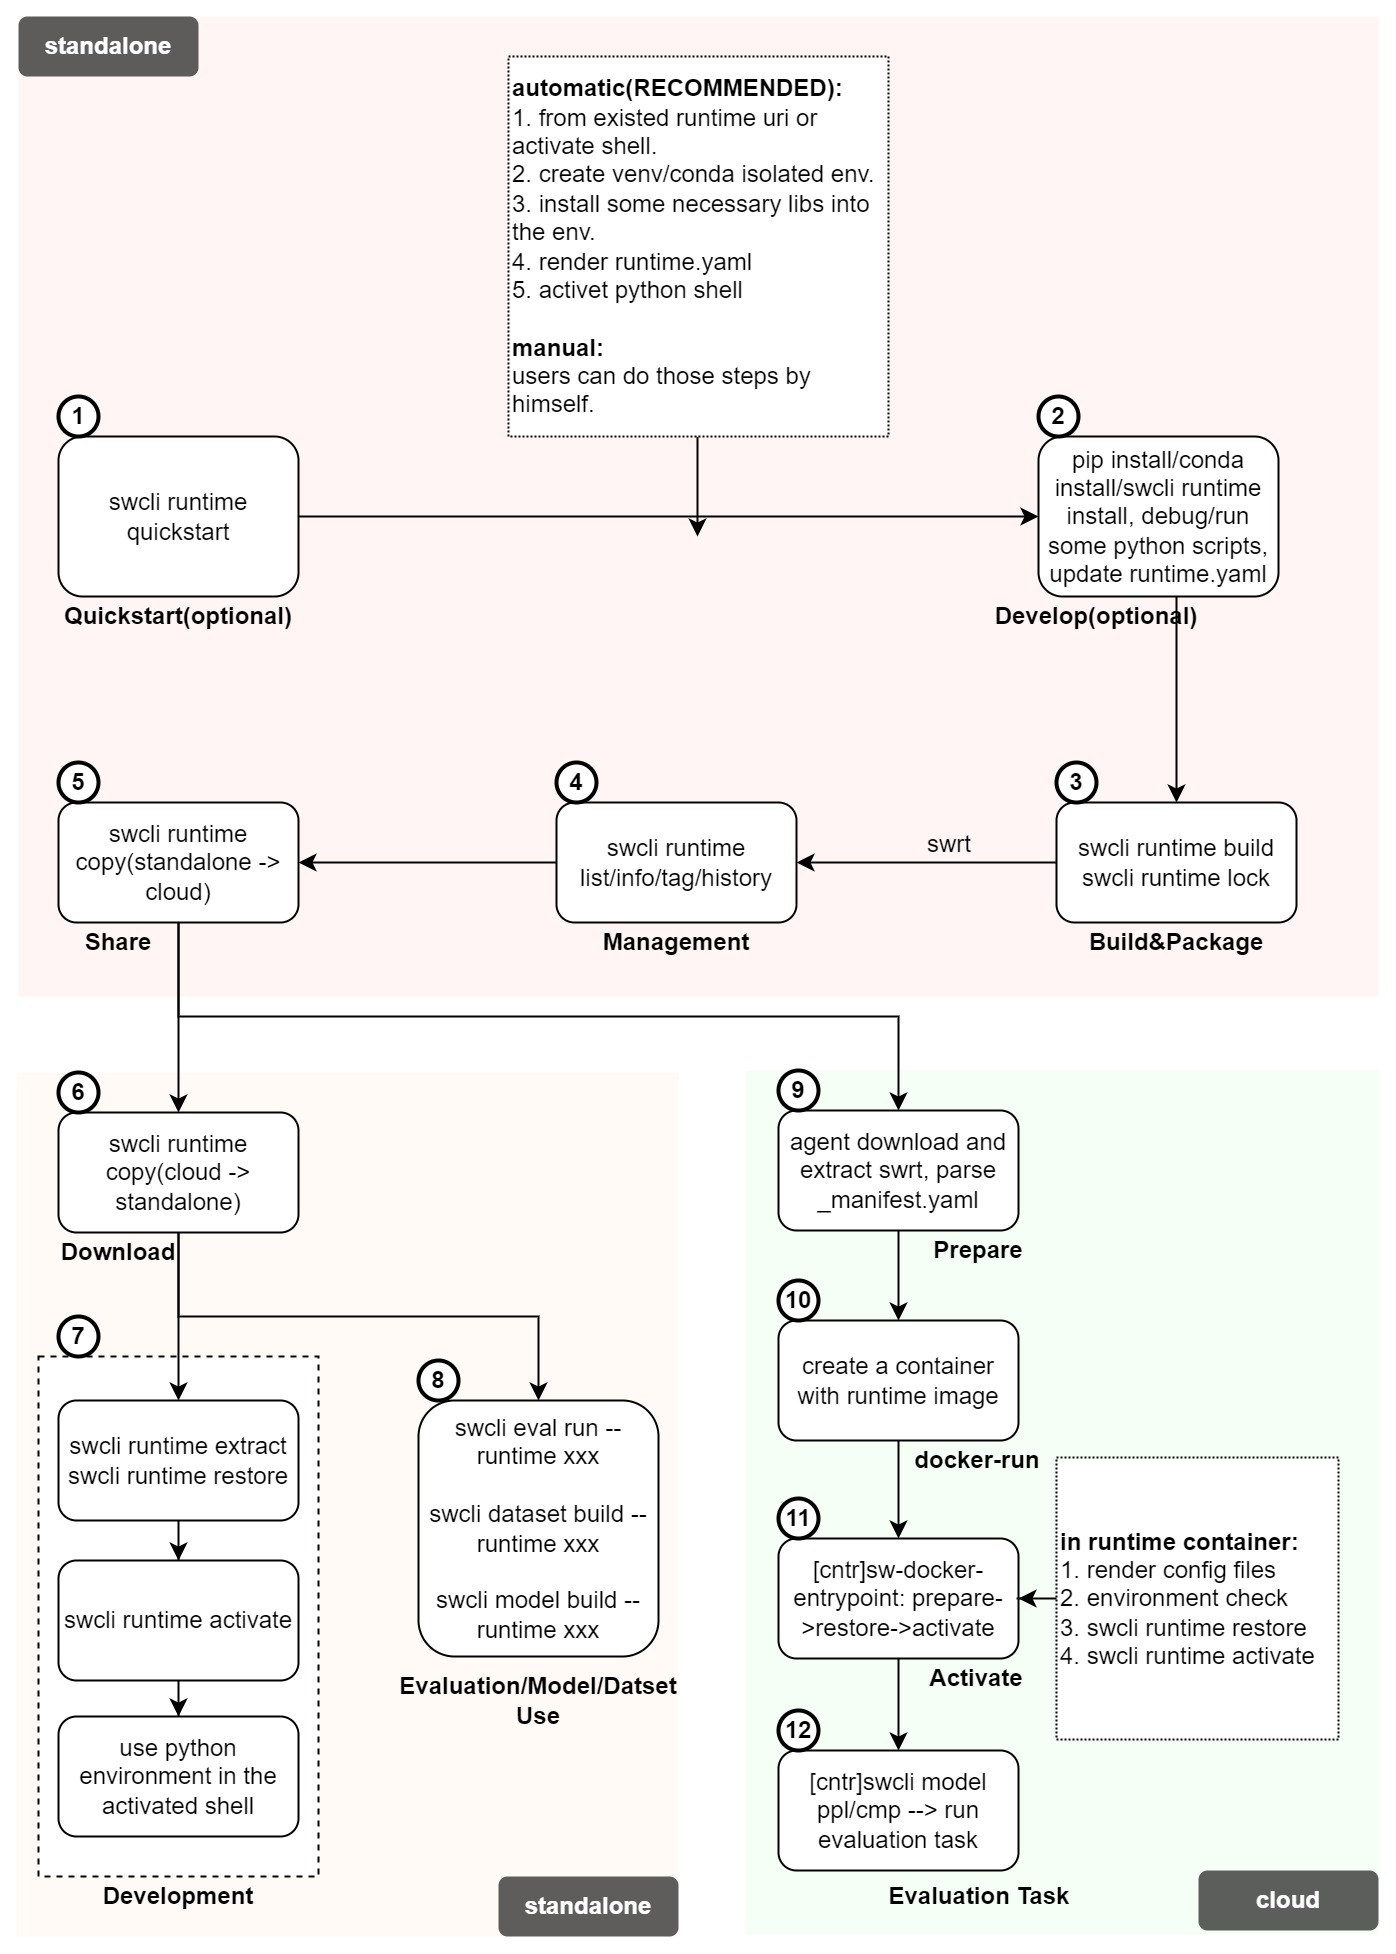 standalone
automatic(RECOMMENDED):
1. from existed runtime uri or
activate shell.
2. create venv/conda isolated env.
3. install some necessary libs into
the env.
4. render runtime.yaml
5. activet python shell
manual:
users can do those steps by
himself.
1
swcli runtime
quickstart
Quickstart(optional)
2
pip install/conda
install/swcli runtime
install, debug/run
some python scripts,
update runtime.yaml
Develop(optional)
3
swcli runtime build
swcli runtime lock
Build&Package
swrt
4
swcli runtime
list/info/tag/history
Management
5
swcli runtime
copy(standalone ->
cloud)
Share
6
swcli runtime
copy(cloud ->
standalone)
Download
7
swcli runtime extract
swcli runtime restore
swcli runtime activate
use python
environment in the
activated shell
Development
8
swcli eval run --
runtime xxx
swcli dataset build --
runtime xxx
swcli model build --
runtime xxx
Evaluation/Model/Datset
Use
standalone
9
agent download and
extract swrt, parse
_manifest.yaml
Prepare
10
create a container
with runtime image
docker-run
11
[cntr]sw-docker-
entrypoint: prepare-
>restore->activate
Activate
in runtime container:
1. render config files
2. environment check
3. swcli runtime restore
4. swcli runtime activate
12
[cntr]swcli model
ppl/cmp --> run
evaluation task
Evaluation Task
cloud